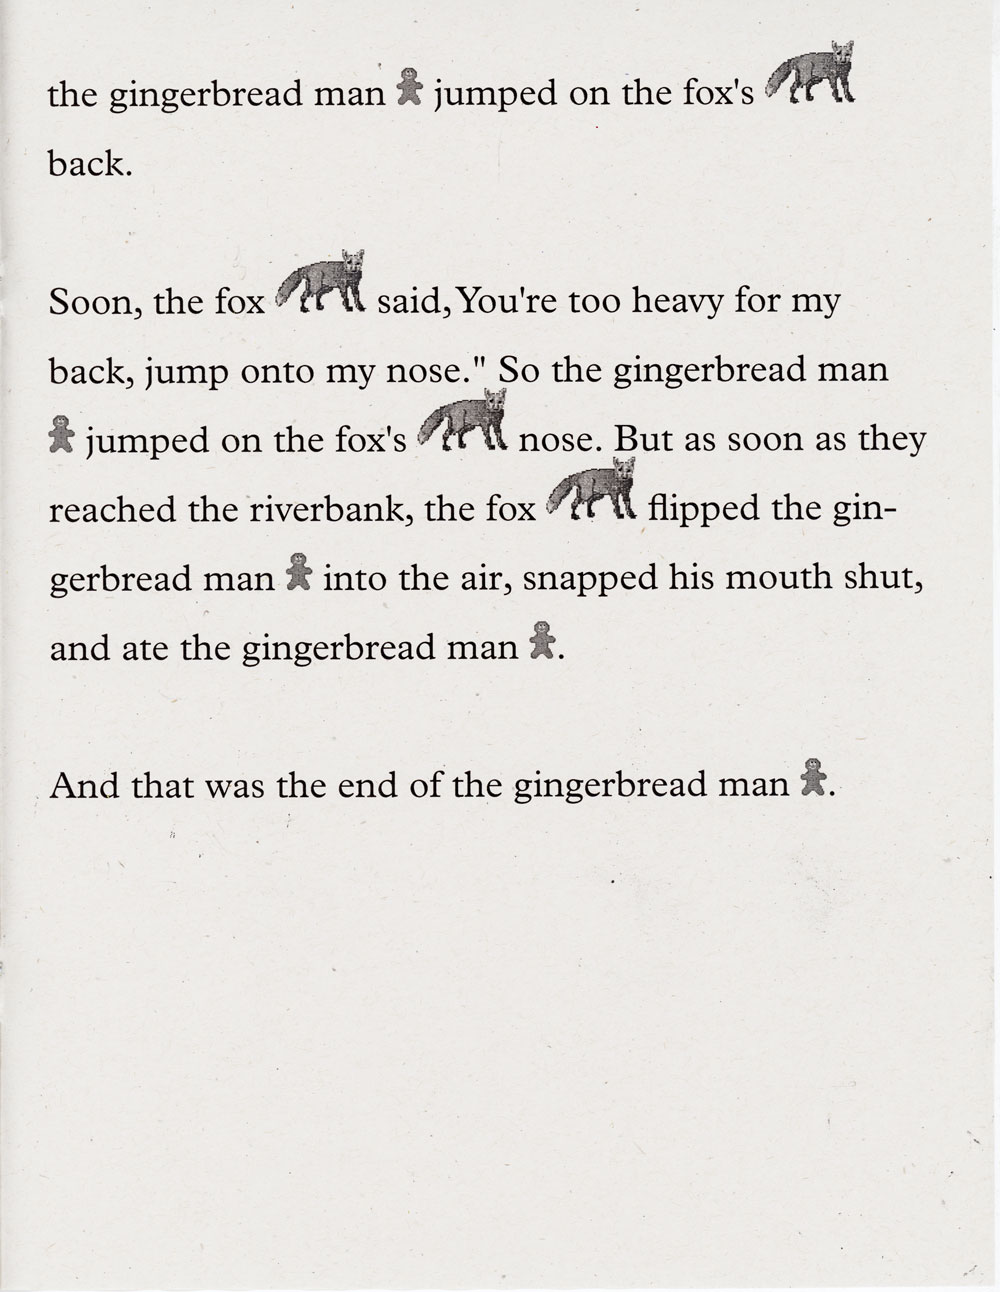 the gingerbread man jumped on the fox's
back.
Soon, the fox said,You're too heavy for my
back, jump onto my nose." So the gingerbread man
jumped on the fox's nose. But as soon as they
reached the riverbank, the fox flipped the gin-
gerbread man into the air, snapped his mouth shut,
and ate the gingerbread man .
And that was the end of the gingerbread man .